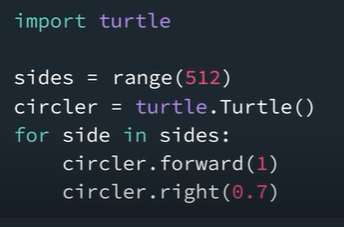 import turtle
sides = range(512)
circler = turtle.Turtle()
for side in sides:
    circler.forward(1)
    circler.right(0.7)